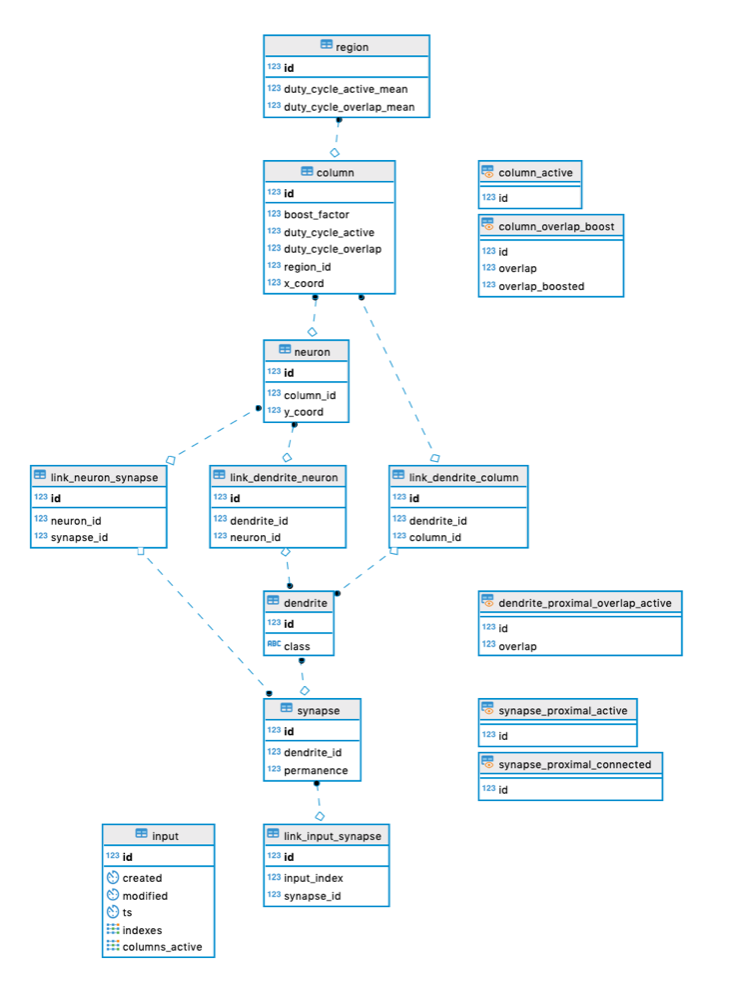 region
123 id
123 duty_cycle_active_mean
123 duty_cycle_overlap_mean
column
123 id
123 boost_factor
123 duty_cycle_active
123 duty_cycle_overlap
123 region_id
123 x_coord
column_active
123 id
column_overlap_boost
123 id
123 overlap
123 overlap_boosted
neuron
123 id
123 column_id
123 y_coord
link_neuron_synapse
123 id
123 neuron_id
123 synapse_id
link_dendrite_neuron
123 id
123 dendrite_id
123 neuron_id
link_dendrite_column
123 id
123 dendrite_id
123 column_id
dendrite
123 id
ABC class
dendrite_proximal_overlap_active
123 id
123 overlap
synapse
123 id
123 dendrite_id
123 permanence
synapse_proximal_active
123 id
synapse_proximal_connected
123 id
input
123 id
created
modified
ts
indexes
columns_active
link_input_synapse
123 id
123 input_index
123 synapse_id